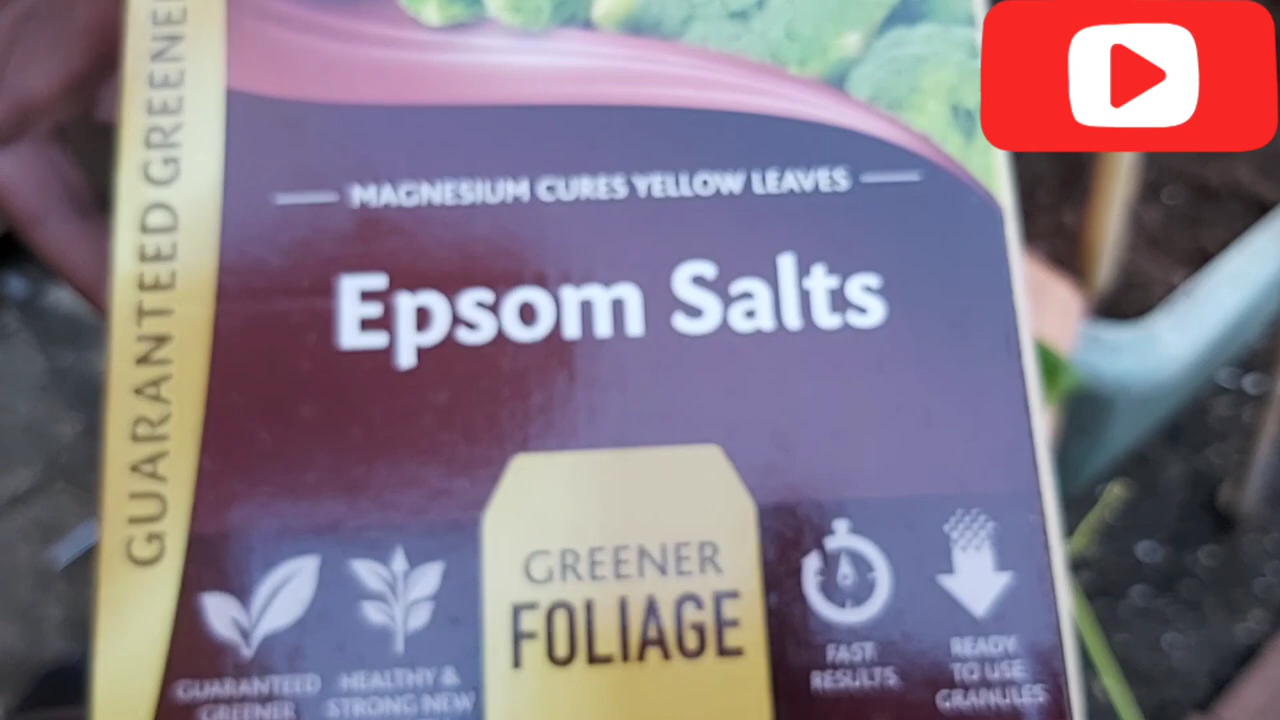 GUARANTEED GREENER
MAGNESIUM CURES YELLOW LEAVES
Epsom Salts
GREENER
FOLIAGE
GUARANTEED
GREENER
HEALTHY &
STRONG NEW
FAST
RESULTS
READY
TO USE
GRANULES